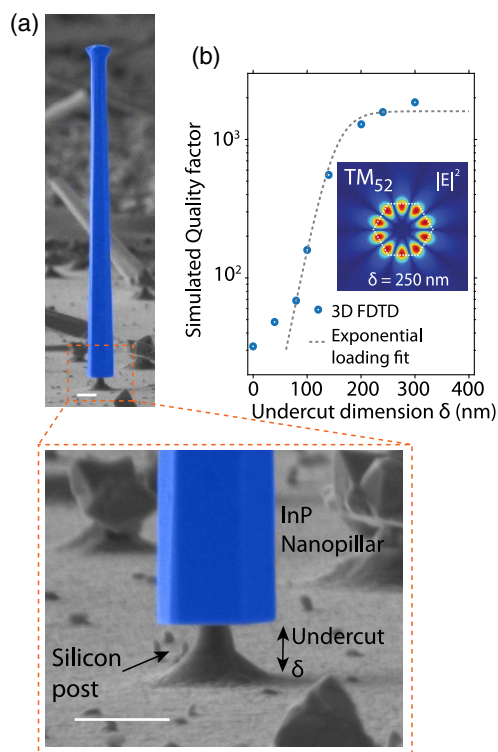 (a)
(b)
Simulated Quality factor
10³
10²
TM₅₂
|E|²
δ = 250 nm
3D FDTD
Exponential
loading fit
0
100
200
300
400
Undercut dimension δ (nm)
InP
Nanopillar
Undercut
δ
Silicon
post